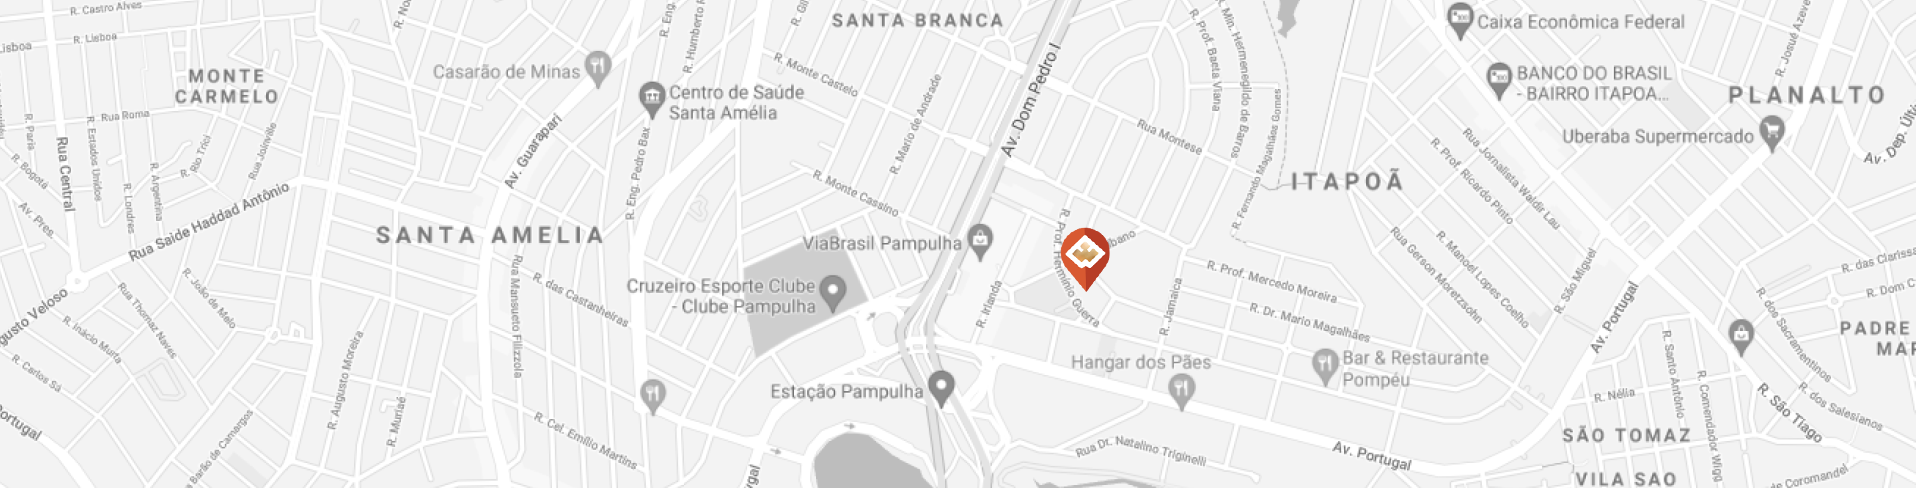 R. Castro Alves
Lisboa
R. Lisboa
MONTE
CARMELO
Rua Roma
R. Paris
R. Estados Unidos
R. Londres
R. Argentina
R. Rio Tricí
Rua Joinville
R. Bogota
Rua Central
Av. Pres.
Rua Saide Haddad Antônio
gusto Veloso
R. João de Melo
Rua Thomaz Naves
R. Inácio Murta
R. Carlos Sá
Portugal
Barão de Camargos
R. Augusto Moreira
R. Muriaé
SANTA AMELIA
Casarão de Minas
Av. Guarapari
Centro de Saúde
Santa Amélia
R. Eng.
R. Humberto
R. Eng. Pedro Bax
Rua Mansueto Filizzola
R. das Castanheiras
R. Cel. Emílio Martins
SANTA BRANCA
R. Monte Castelo
R. Mario de Andrade
R. Monte Cassino
Av. Dom Pedro I
ViaBrasil Pampulha
Cruzeiro Esporte Clube
- Clube Pampulha
Estação Pampulha
R. Irlanda
R. Prof. Hermínio Guerra
bano
Hangar dos Pães
R. Jamaica
Rua Montese
R. Prof. Baeta Viana
R. Min. Hermenegildo de Barros
R. Fernando Magalhães Gomes
ITAPOÃ
R. Prof. Mercedo Moreira
R. Dr. Mario Magalhães
Bar & Restaurante
Pompéu
Rua Dr. Natalino Triginelli
Av. Portugal
Caixa Econômica Federal
BANCO DO BRASIL
- BAIRRO ITAPOA...
PLANALTO
R. Josué Azeve
Uberaba Supermercado
Av. Dep. Últi
Rua Jornalista Waldir Lau
R. Prof. Ricardo Pinto
R. Manoel Lopes Coelho
Rua Gerson Moretzsohn
R. São Miguel
Av. Portugal
R. das Clarissa
R. Dom C
R. dos Sacramentinos
PADRE
MAR
R. Nélia
R. Santo Antônio
R. Comendador Wigg
R. São Tiago
R. dos Salesianos
SÃO TOMAZ
VILA SAO
de Coromandel